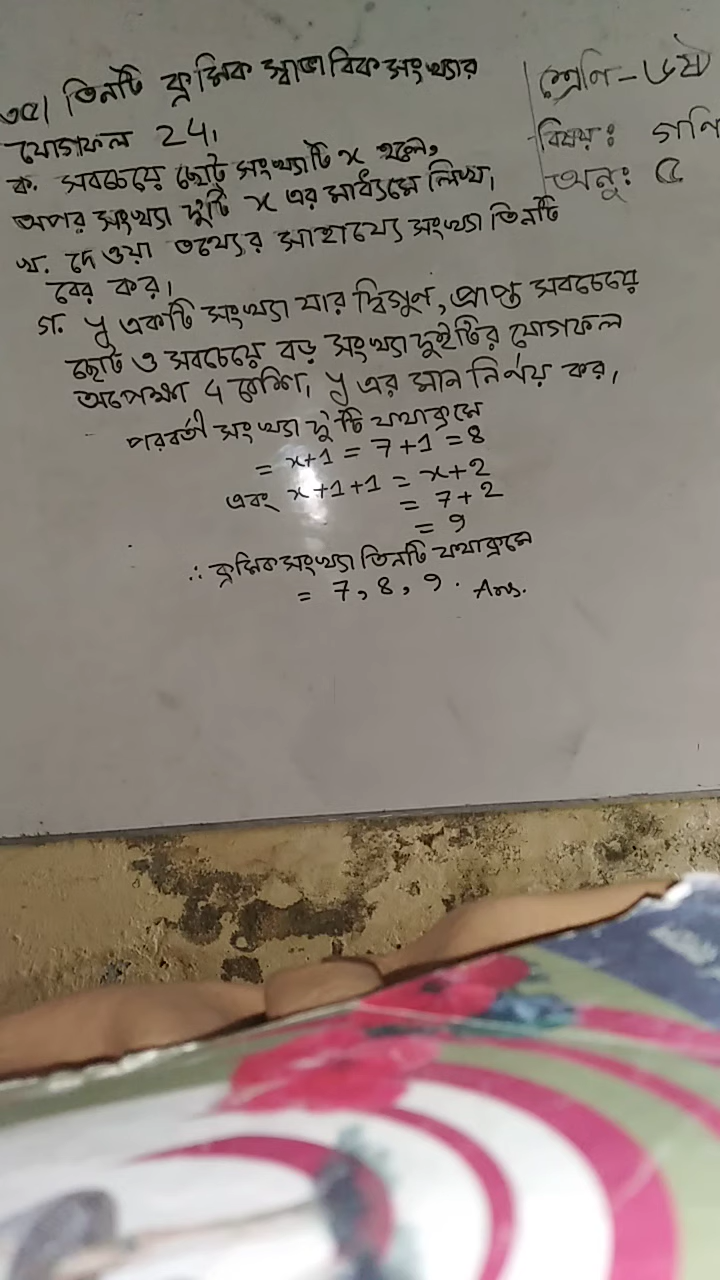 ৩৫। তিনটি ক্রমিক স্বাভাবিক সংখ্যার
যোগফল 24।
ক. সবচেয়ে ছোট সংখ্যাটি x হলে,
অপর সংখ্যা দু'টি x এর মাধ্যমে লিখ।
খ. দেওয়া তথ্যের সাহায্যে সংখ্যা তিনটি
বের কর।
গ. y একটি সংখ্যা যার দ্বিগুন, প্রাপ্ত সবচেয়ে
ছোট ও সবচেয়ে বড় সংখ্যা দুইটির যোগফল
অপেক্ষা 4 বেশি। y এর মান নির্ণয় কর।
শ্রেণি - ৬ষ্ঠ
বিষয়ঃ গণি
অনুঃ ৫
পরবর্তী সংখ্যা দু'টি যথাক্রমে
= x+1 = 7+1 = 8
এবং x+1+1 = x+2
= 7+2
= 9
∴ ক্রমিক সংখ্যা তিনটি যথাক্রমে
= 7, 8, 9. Ans.